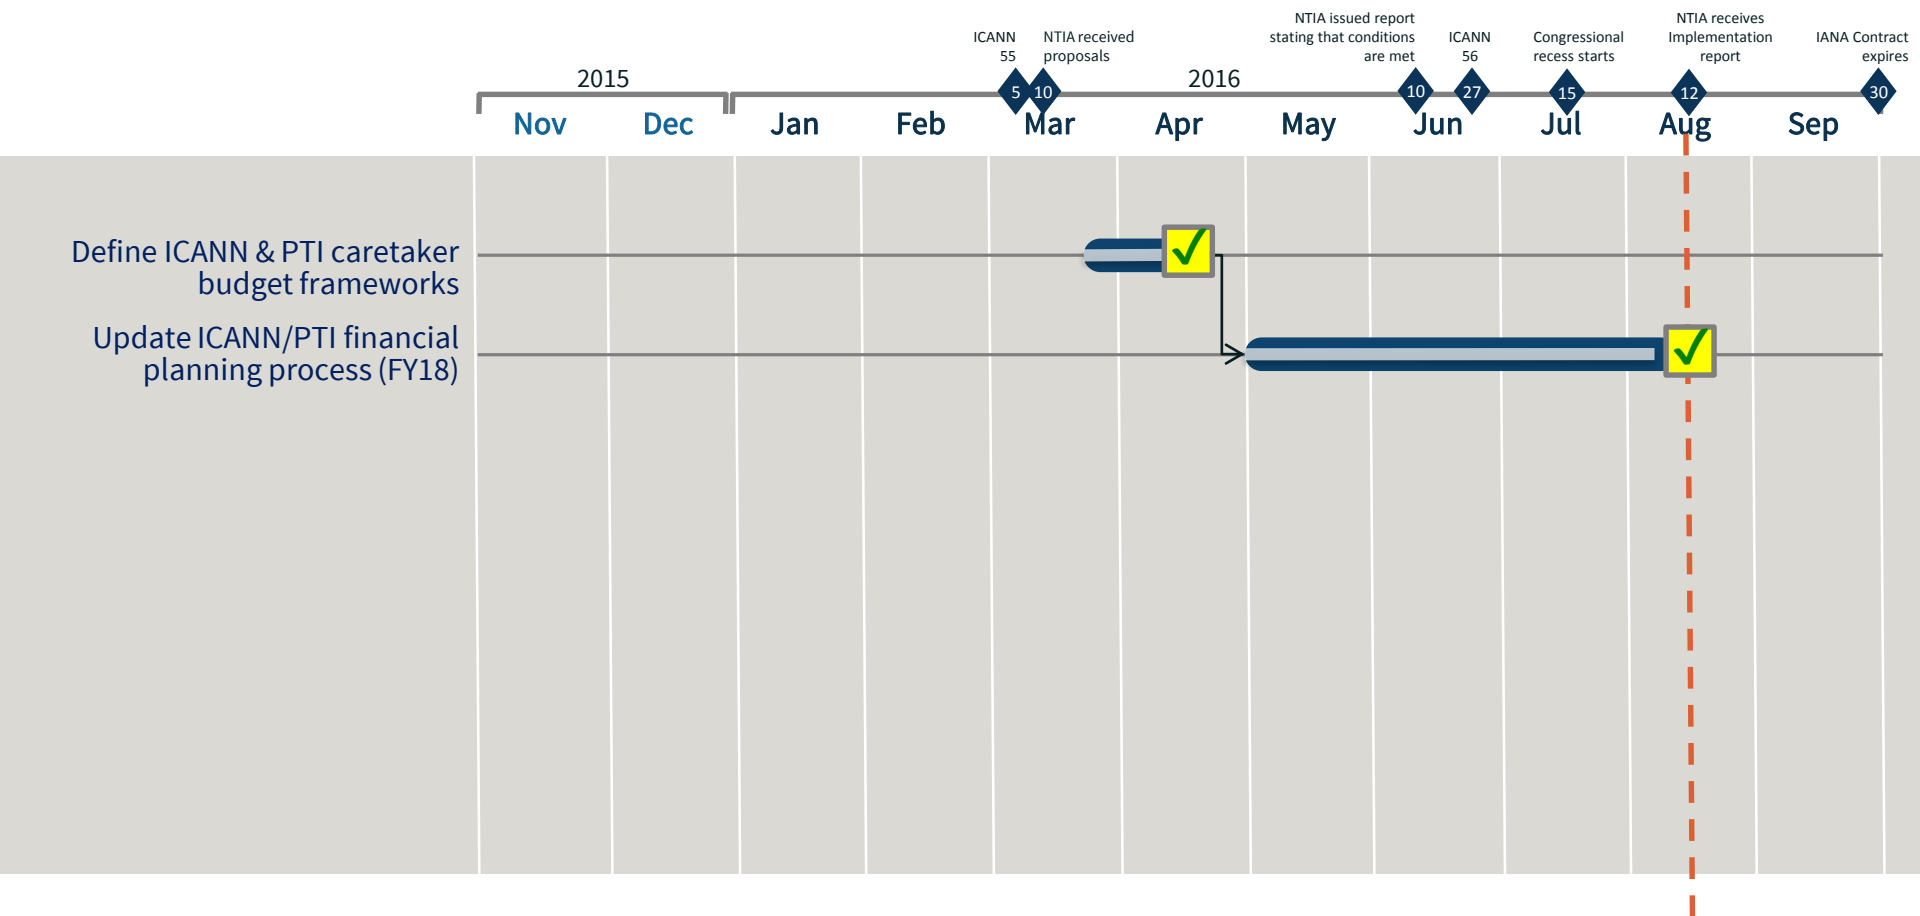 NTIA issued report
stating that conditions
are met
NTIA receives
Implementation
report
ICANN
55
NTIA received
proposals
ICANN
56
Congressional
recess starts
IANA Contract
expires
2015
2016
5
10
10
27
15
12
30
Nov
Dec
Jan
Feb
Mar
Apr
May
Jun
Jul
Aug
Sep
Define ICANN & PTI caretaker
budget frameworks
Update ICANN/PTI financial
planning process (FY18)